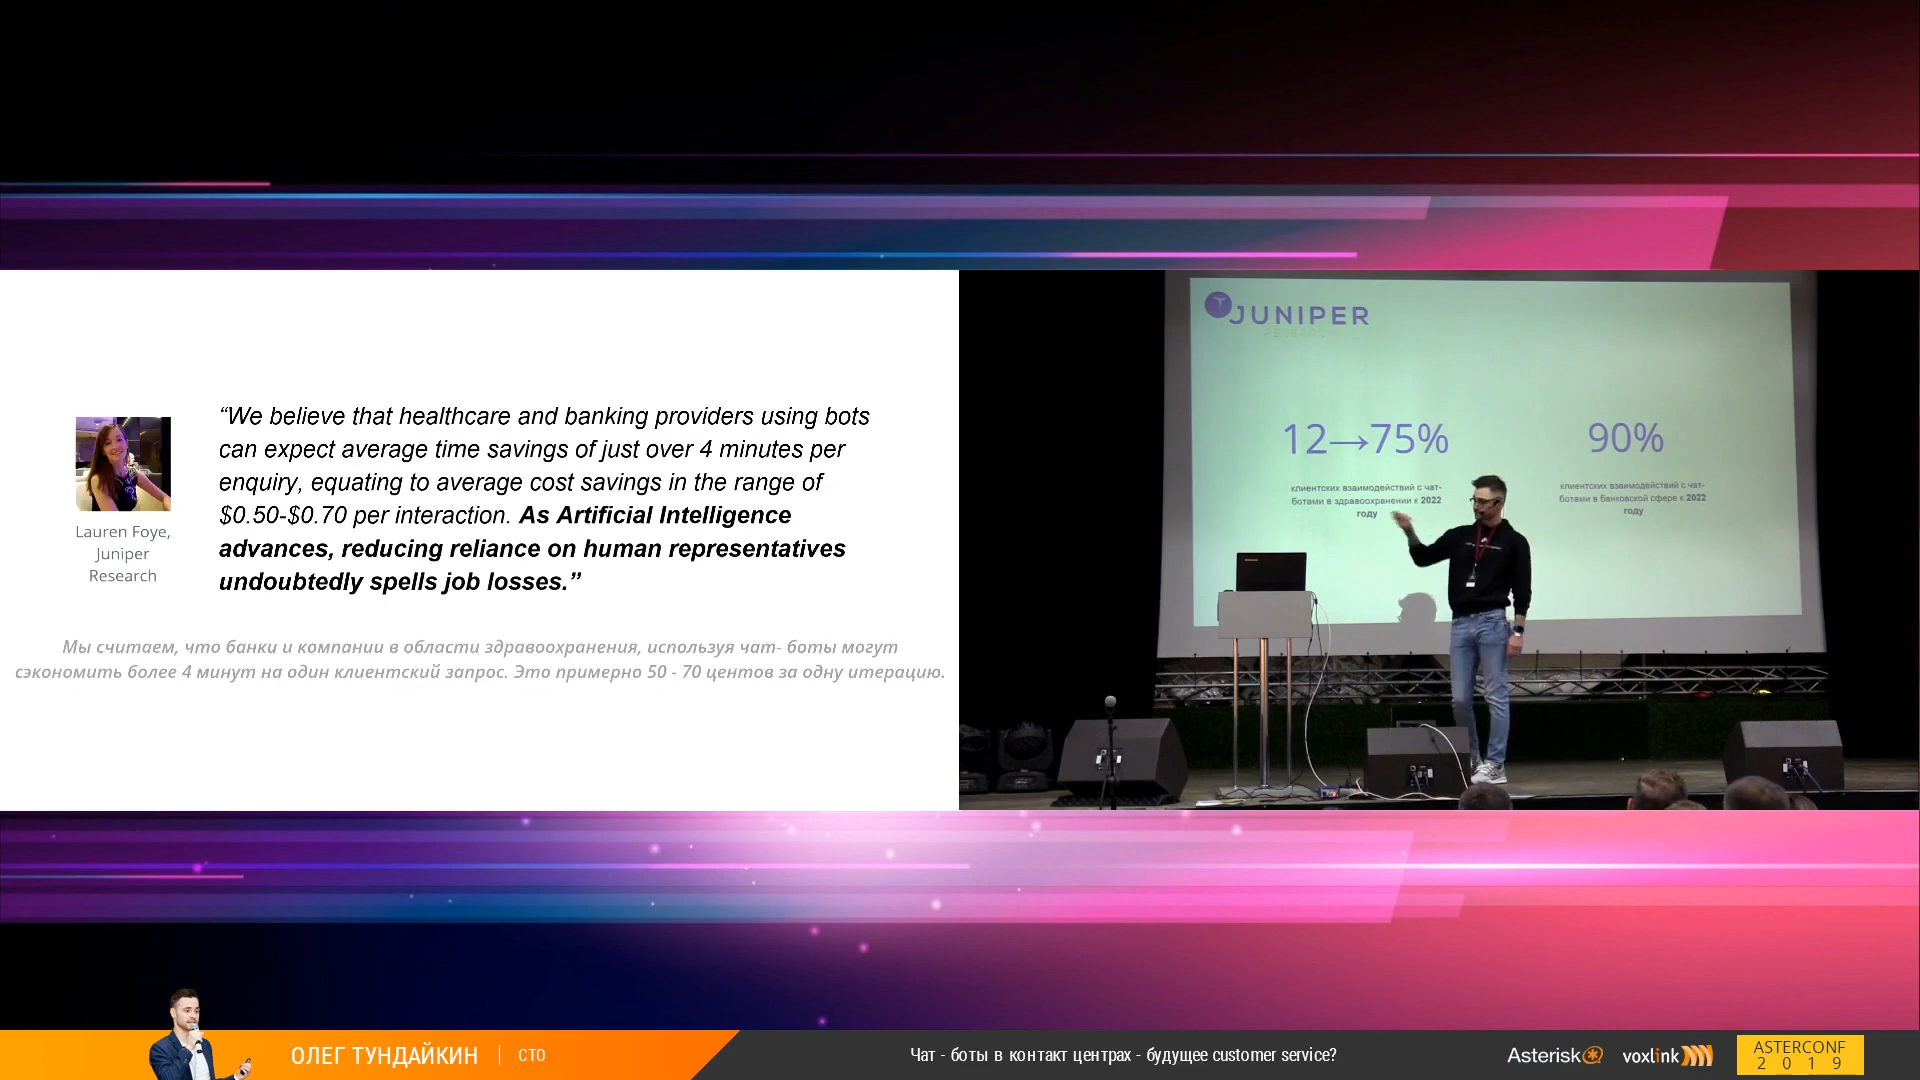 “We believe that healthcare and banking providers using bots
can expect average time savings of just over 4 minutes per
enquiry, equating to average cost savings in the range of
$0.50-$0.70 per interaction. As Artificial Intelligence
advances, reducing reliance on human representatives
undoubtedly spells job losses.”
Lauren Foye,
Juniper
Research
Мы считаем, что банки и компании в области здравоохранения, используя чат- боты могут
сэкономить более 4 минут на один клиентский запрос. Это примерно 50 - 70 центов за одну итерацию.
JUNIPER
12→75%
клиентских взаимодействий с чат-
ботами в здравоохранении к 2022
году
90%
клиентских взаимодействий с чат-
ботами в банковской сфере к 2022
году
ОЛЕГ ТУНДАЙКИН
СТО
Чат - боты в контакт центрах - будущее customer service?
Asterisk
voxlink
ASTERCONF
2 0 1 9